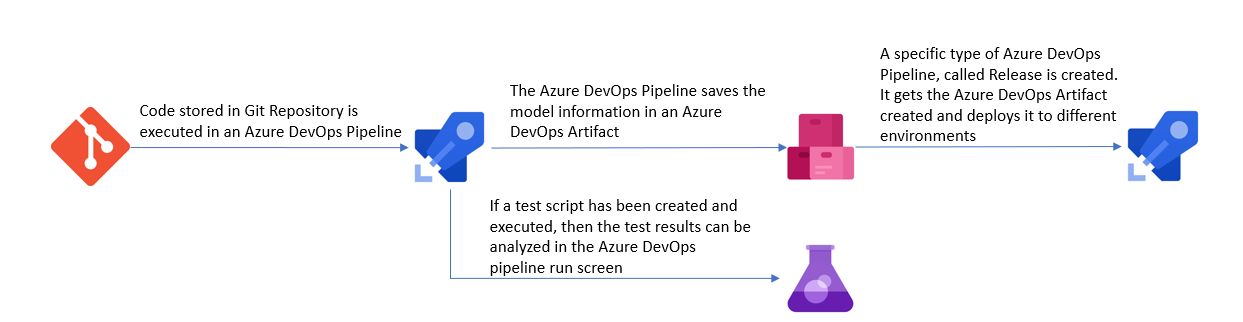 Code stored in Git Repository is
executed in an Azure DevOps Pipeline
The Azure DevOps Pipeline saves the
model information in an Azure
DevOps Artifact
A specific type of Azure DevOps
Pipeline, called Release is created.
It gets the Azure DevOps Artifact
created and deploys it to different
environments
If a test script has been created and
executed, then the test results can be
analyzed in the Azure DevOps
pipeline run screen